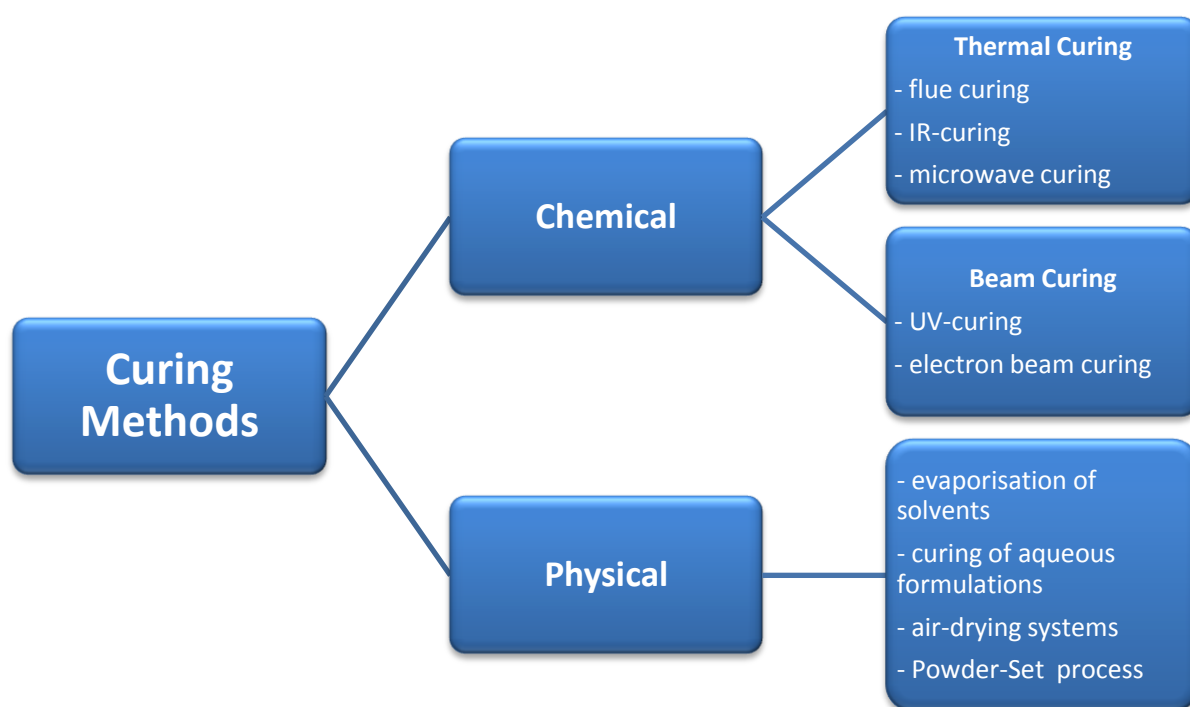 Curing
Methods
Chemical
Thermal Curing
- flue curing
- IR-curing
- microwave curing
Beam Curing
- UV-curing
- electron beam curing
Physical
- evaporisation of
solvents
- curing of aqueous
formulations
- air-drying systems
- Powder-Set process